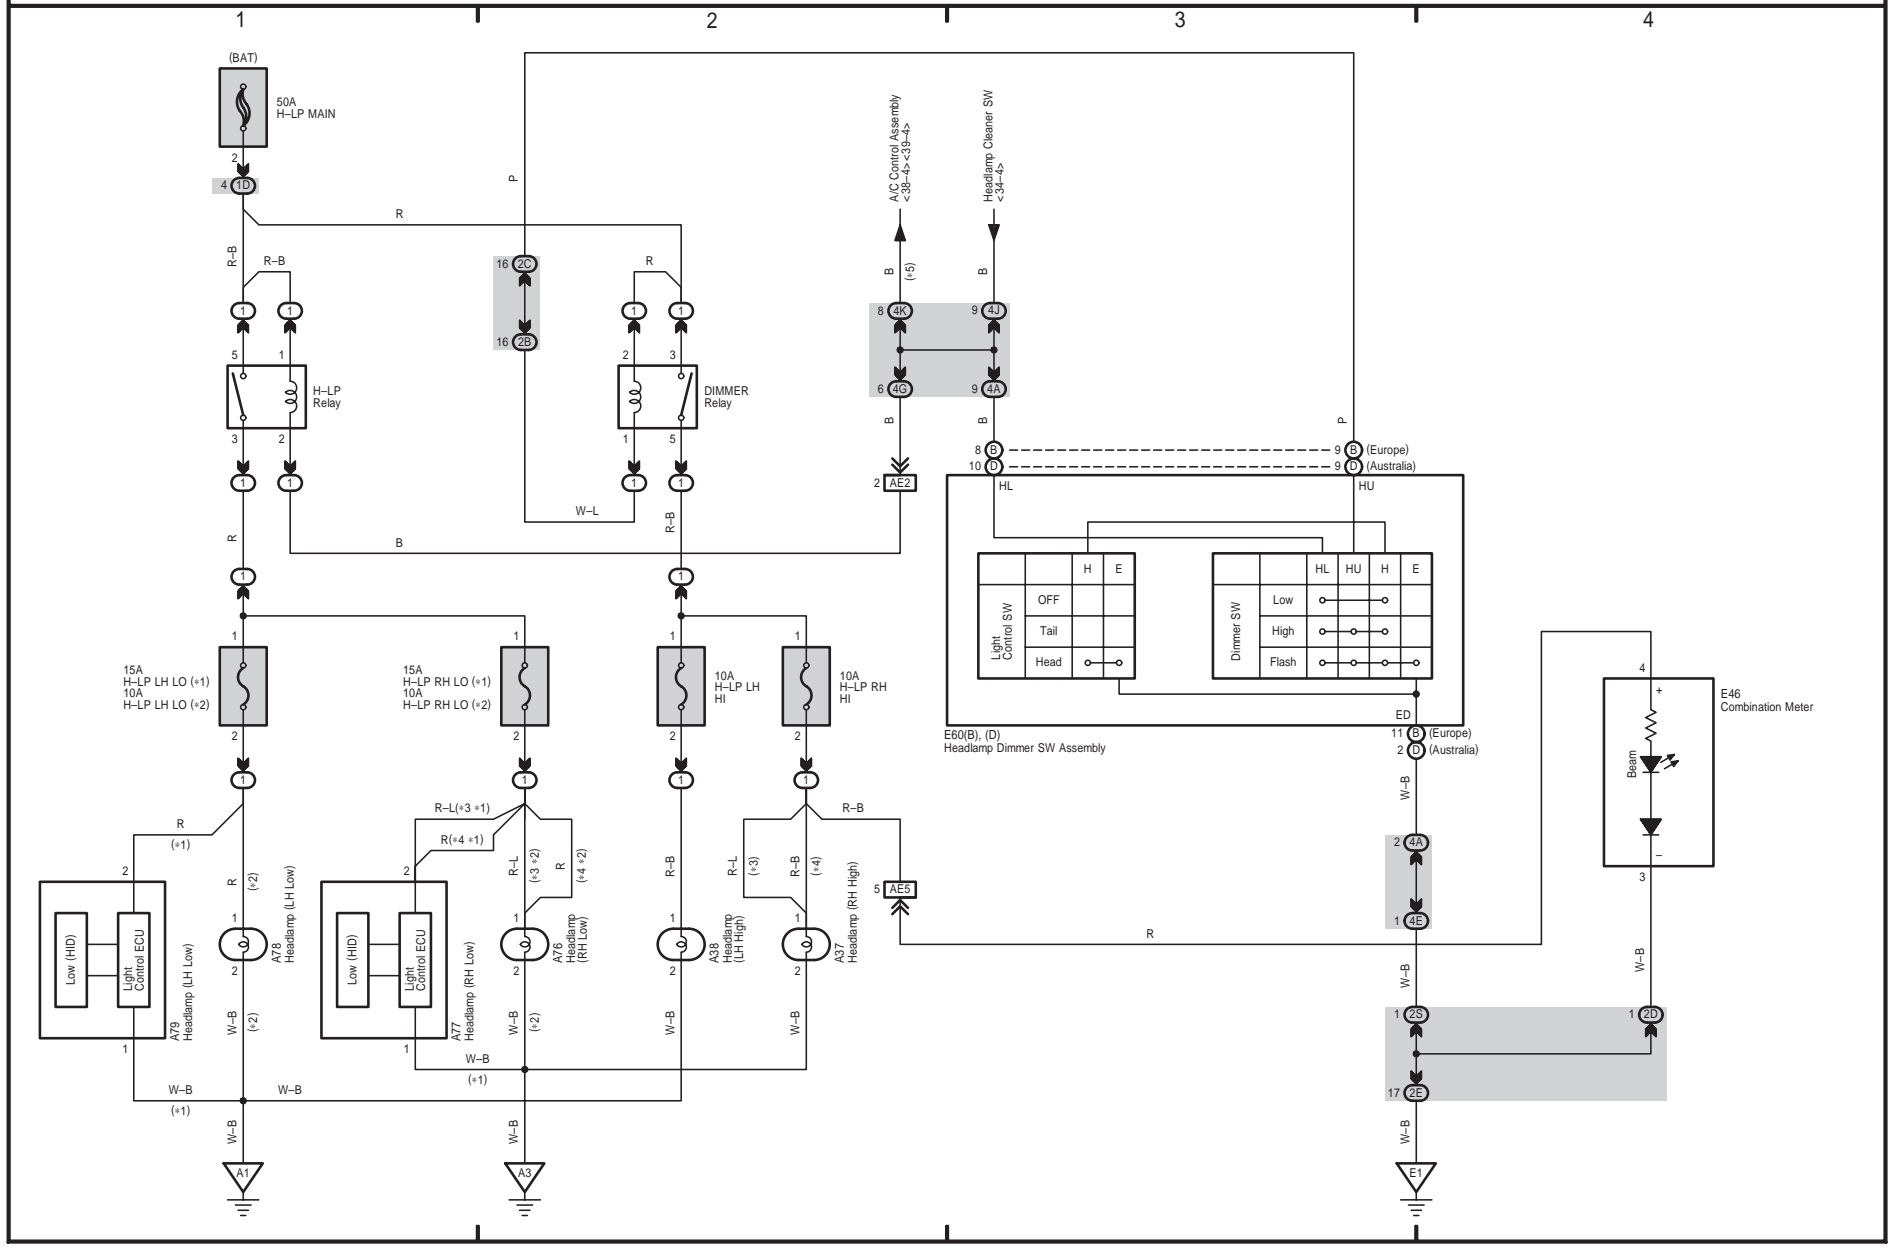 1
2
3
4
(BAT)
50A
H–LP MAIN
2
4 1D
R
R–B
R–B
1
1
5
1
H–LP
Relay
3
2
1
1
R
B
1
P
16 2C
16 2B
W–L
R
1
1
2
3
DIMMER
Relay
1
5
1
1
R–B
1
A/C Control Assembly
<38–4><39–4>
Headlamp Cleaner SW
<34–4>
B
(*5)
B
8 4K
9 4J
6 4G
9 4A
B
B
2 AE2
P
8 B
9 B (Europe)
10 D
9 D (Australia)
HL
HU
Light
Control SW
H
E
OFF
Tail
Head
Dimmer SW
HL
HU
H
E
Low
High
Flash
ED
E60(B), (D)
Headlamp Dimmer SW Assembly
11 B (Europe)
2 D (Australia)
W–B
2 4A
1 4E
W–B
1 2S
1 2D
17 2E
W–B
E1
1
15A
H–LP LH LO (*1)
10A
H–LP LH LO (*2)
2
1
1
15A
H–LP RH LO (*1)
10A
H–LP RH LO (*2)
2
1
1
10A
H–LP LH
HI
2
1
1
10A
H–LP RH
HI
2
1
R
(*1)
R
(*2)
R–L(*3 *1)
R(*4 *1)
R–L
(*3 *2)
R
(*4 *2)
R–B
R–L
(*3)
R–B
(*4)
R–B
5 AE5
R
2
Low (HID)
Light
Control ECU
1
A79
Headlamp (LH Low)
1
2
A78
Headlamp (LH Low)
2
Low (HID)
Light
Control ECU
1
A77
Headlamp (RH Low)
1
2
A76
Headlamp
(RH Low)
1
2
A38
Headlamp
(LH High)
1
2
A37
Headlamp (RH High)
W–B
(*2)
W–B
(*2)
W–B
W–B
W–B
(*1)
W–B
(*1)
W–B
W–B
W–B
A1
A3
4
+
Beam
–
3
E46
Combination Meter
W–B